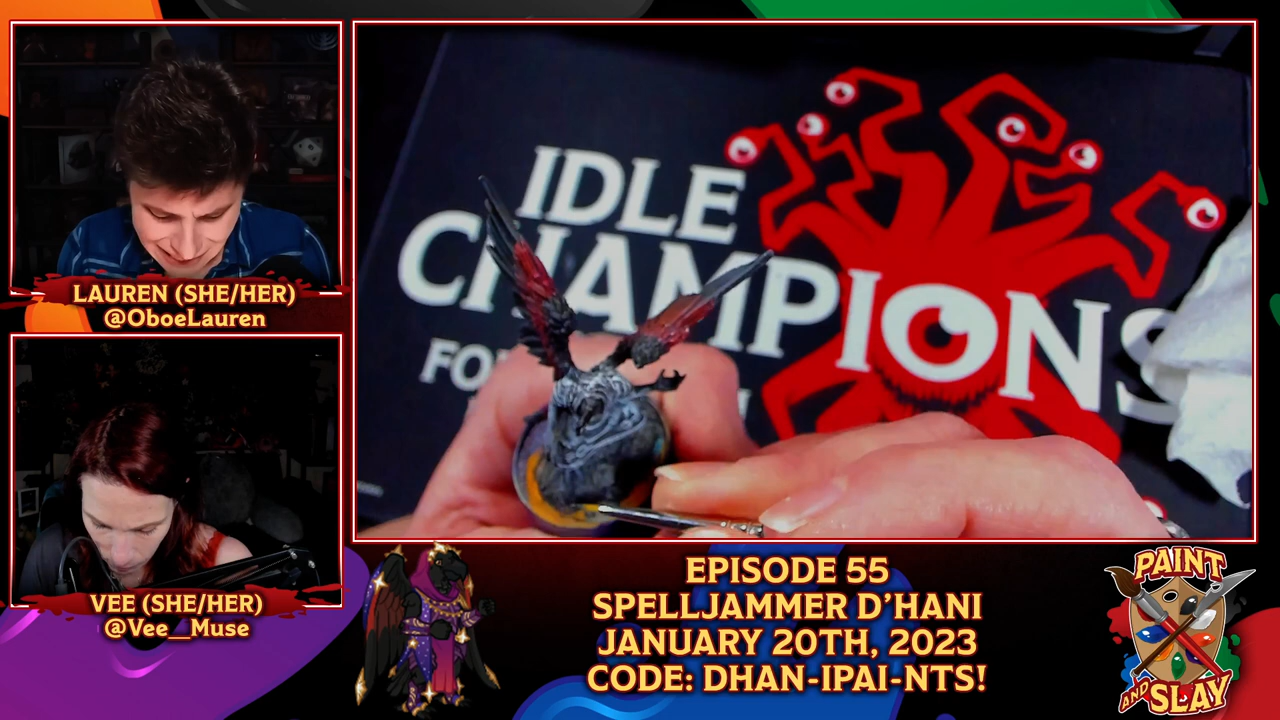 LAUREN (SHE/HER)
@OboeLauren
VEE (SHE/HER)
@Vee__Muse
IDLE
CHAMPIONS
FO
EPISODE 55
SPELLJAMMER D'HANI
JANUARY 20TH, 2023
CODE: DHAN-IPAI-NTS!
PAINT
AND SLAY